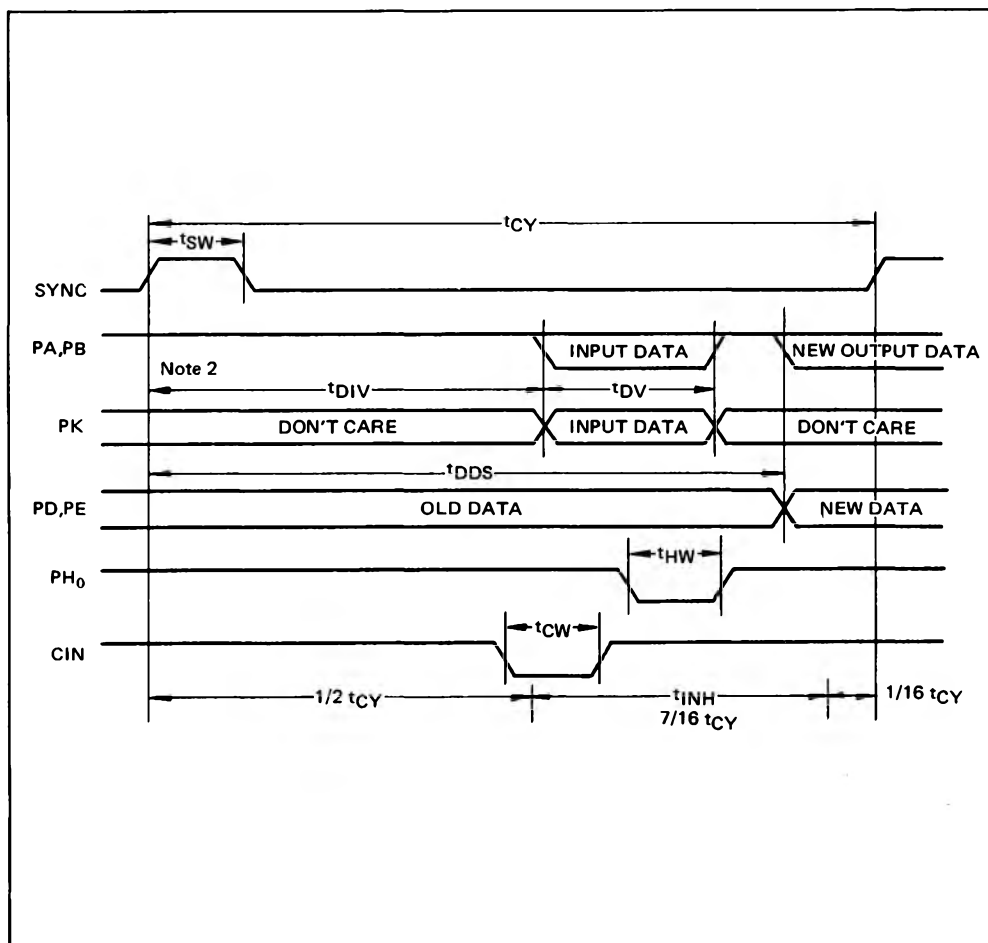 tCY
tSW
SYNC
PA,PB INPUT DATA NEW OUTPUT DATA
Note 2
tDIV tDV
PK DON'T CARE INPUT DATA DON'T CARE
tDDS
PD,PE OLD DATA NEW DATA
tHW
PH0
tCW
CIN
1/2 tCY tINH 1/16 tCY
7/16 tCY